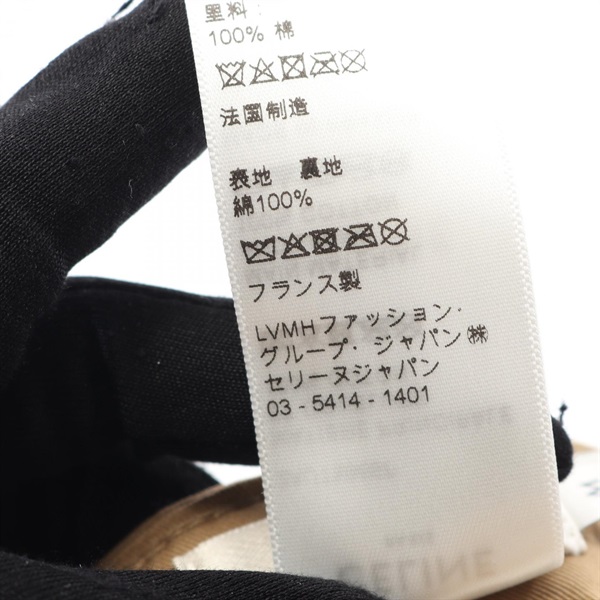 里料：
100% 棉
法国制造
表地 裏地
綿100%
フランス製
LVMHファッション・
グループ・ジャパン㈱
セリーヌジャパン
03 - 5414 - 1401
CELINE